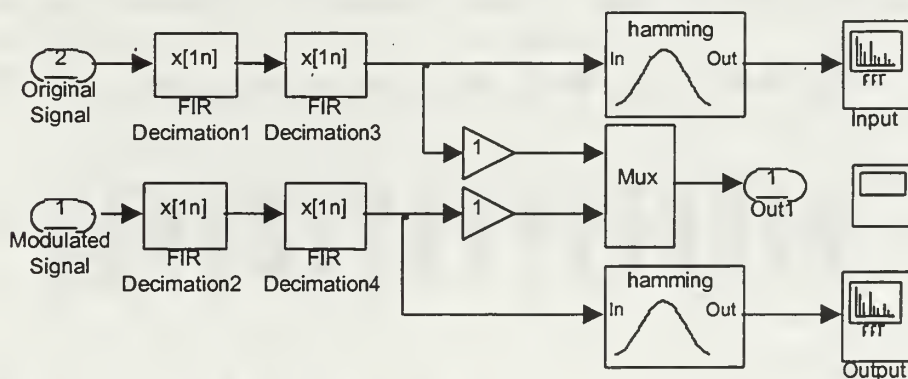 hamming
In
Out
FFT
Input
2
Original
Signal
x[1n]
FIR
Decimation1
x[1n]
FIR
Decimation3
1
Mux
1
Out1
1
Modulated
Signal
x[1n]
FIR
Decimation2
x[1n]
FIR
Decimation4
1
hamming
In
Out
FFT
Output